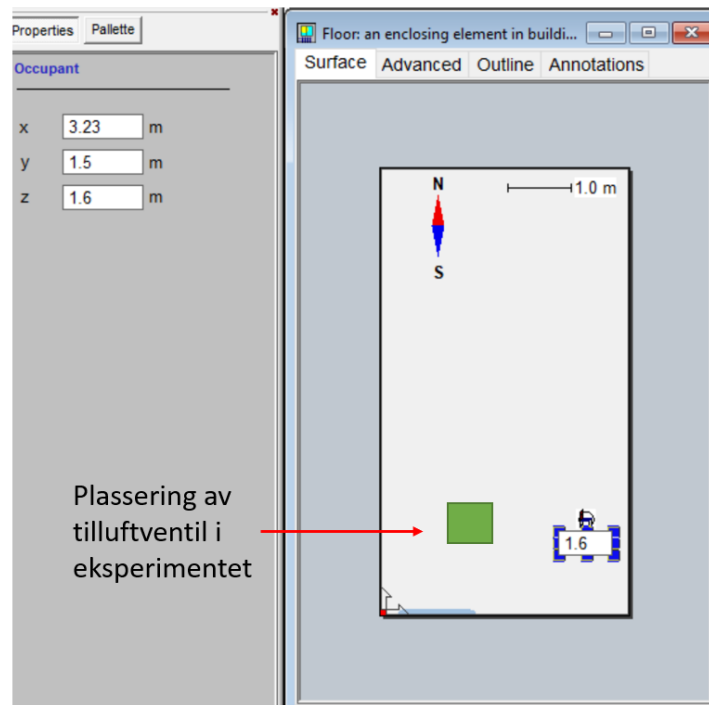 Properties
Pallette
Floor: an enclosing element in buildi...
Surface Advanced Outline Annotations
Occupant
x 3.23 m
y 1.5 m
z 1.6 m
N
1.0 m
S
Plassering av
tilluftventil i
eksperimentet
1.6